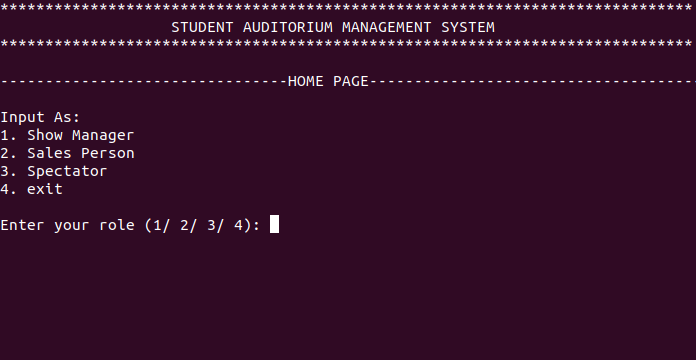 *****************************************************************************
STUDENT AUDITORIUM MANAGEMENT SYSTEM
*****************************************************************************
--------------------------------HOME PAGE------------------------------------
Input As:
1. Show Manager
2. Sales Person
3. Spectator
4. exit
Enter your role (1/ 2/ 3/ 4):